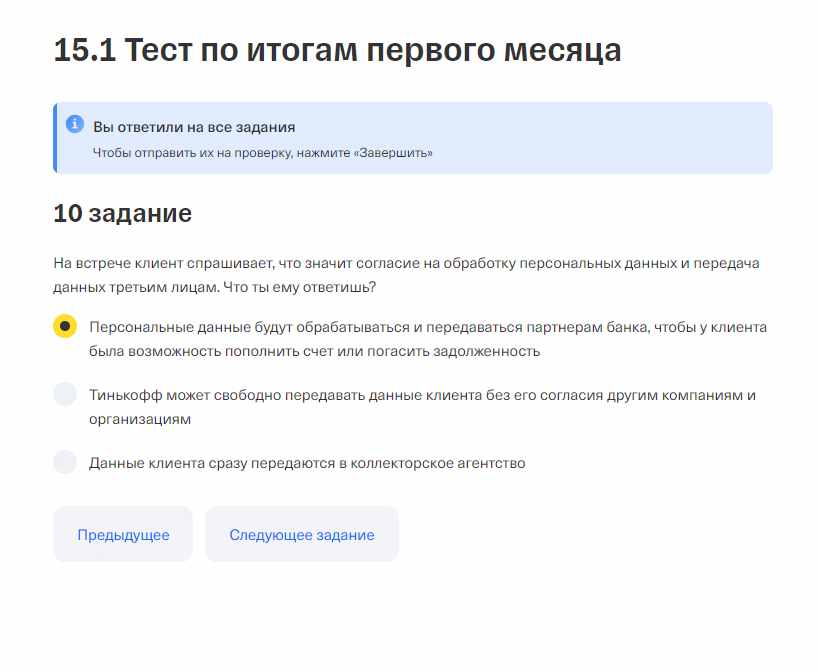 15.1 Тест по итогам первого месяца
Вы ответили на все задания
Чтобы отправить их на проверку, нажмите «Завершить»
10 задание
На встрече клиент спрашивает, что значит согласие на обработку персональных данных и передача
данных третьим лицам. Что ты ему ответишь?
Персональные данные будут обрабатываться и передаваться партнерам банка, чтобы у клиента
была возможность пополнить счет или погасить задолженность
Тинькофф может свободно передавать данные клиента без его согласия другим компаниям и
организациям
Данные клиента сразу передаются в коллекторское агентство
Предыдущее
Следующее задание